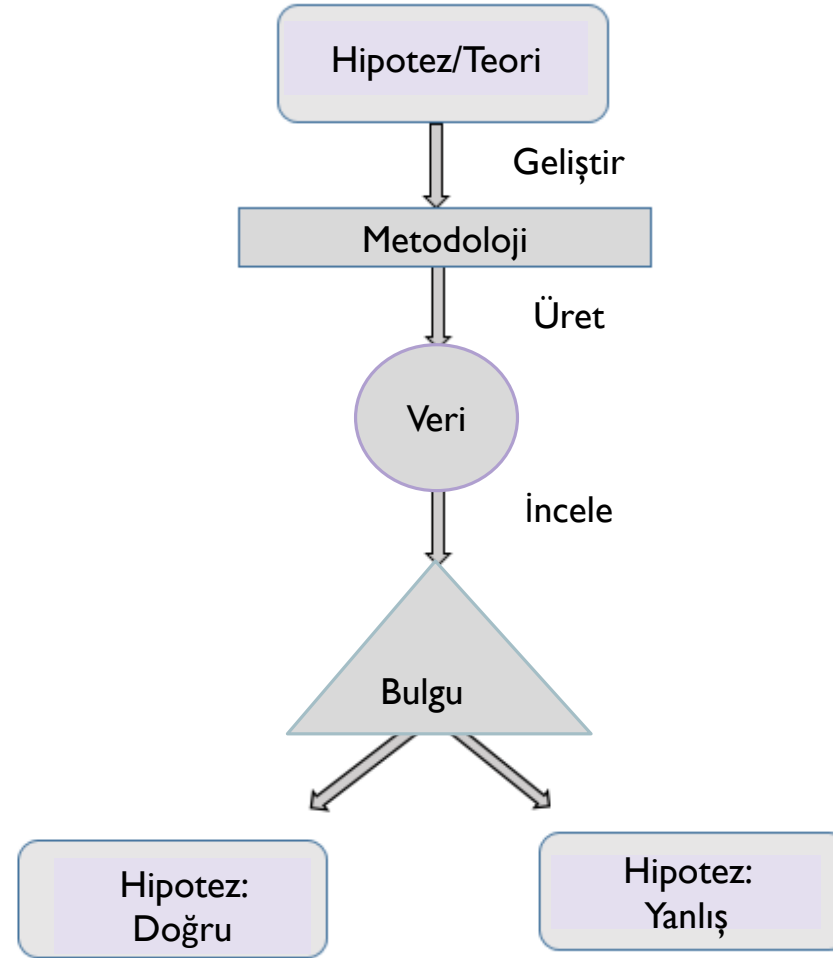 Hipotez/Teori
Geliştir
Metodoloji
Üret
Veri
İncele
Bulgu
Hipotez:
Doğru
Hipotez:
Yanlış